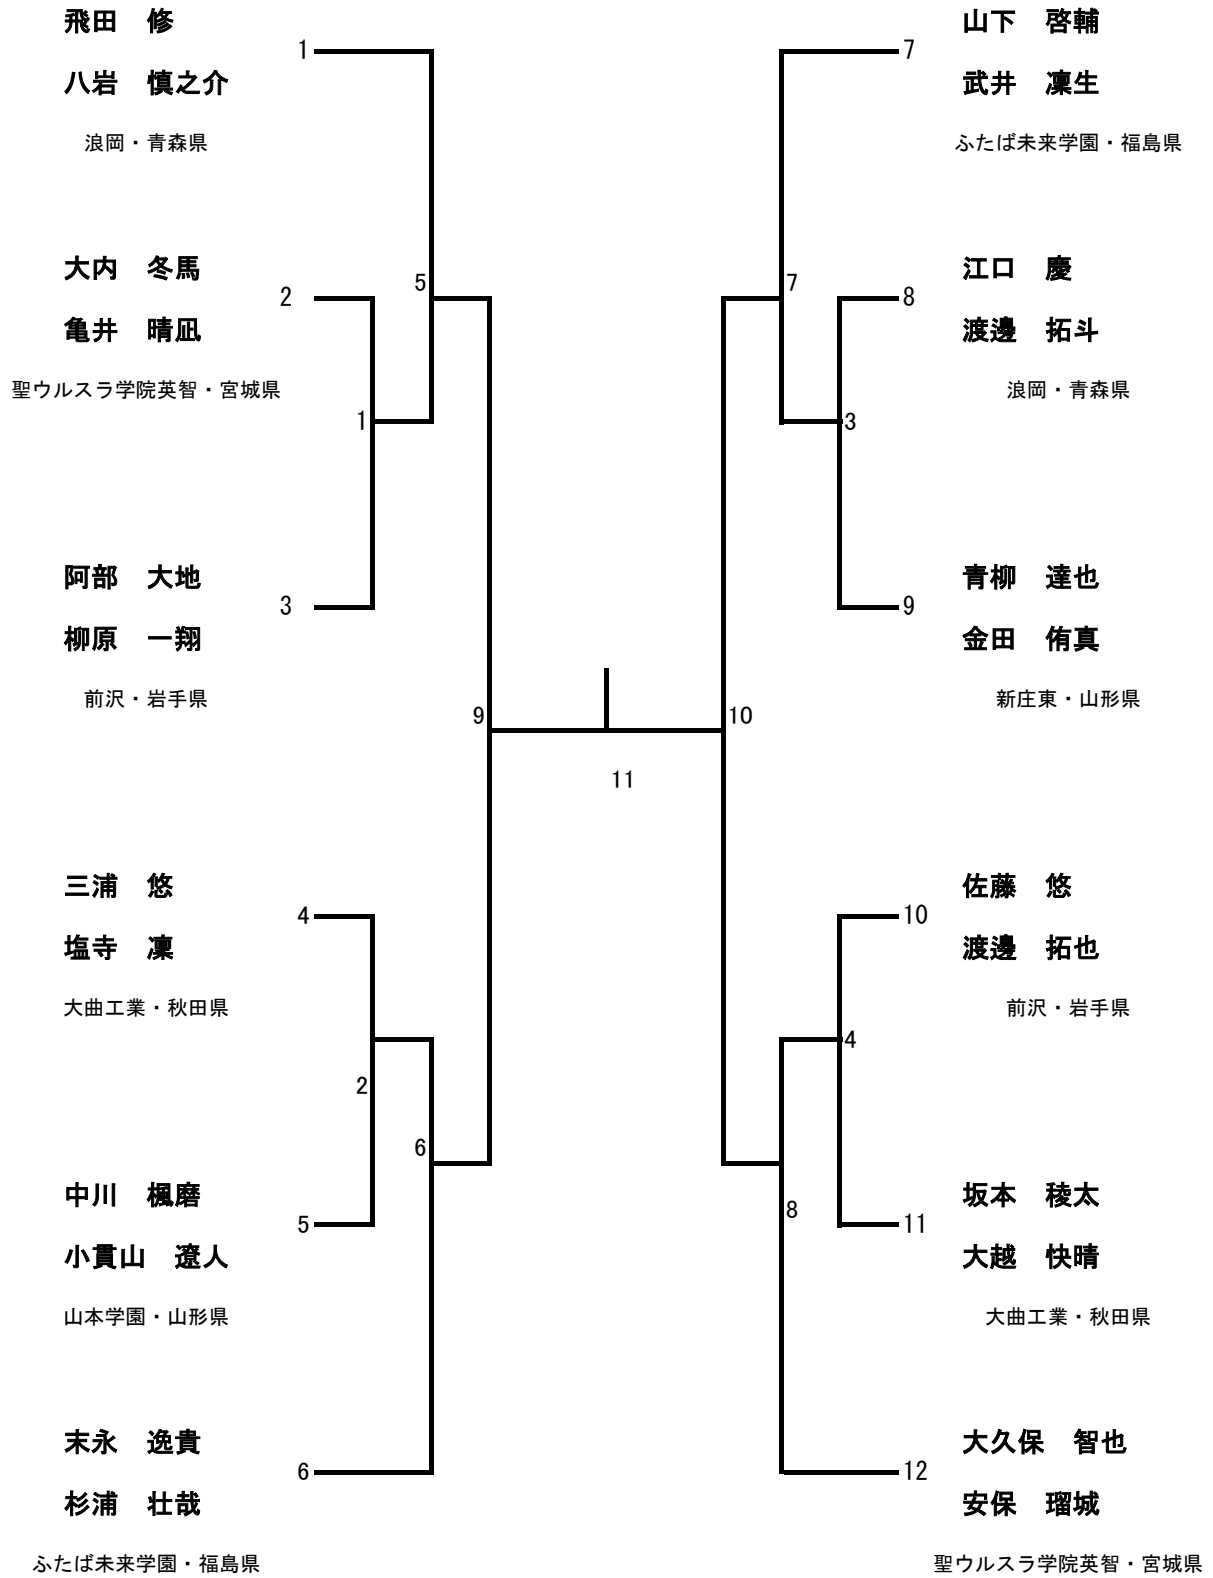 飛田　修
1
八岩　慎之介
浪岡・青森県
大内　冬馬
2
亀井　晴凪
聖ウルスラ学院英智・宮城県
阿部　大地
3
柳原　一翔
前沢・岩手県
三浦　悠
4
塩寺　凜
大曲工業・秋田県
中川　楓磨
5
小貫山　遼人
山本学園・山形県
末永　逸貴
6
杉浦　壮哉
ふたば未来学園・福島県
5
1
9
2
6
11
7
3
10
4
8
山下　啓輔
7
武井　凜生
ふたば未来学園・福島県
江口　慶
8
渡邊　拓斗
浪岡・青森県
青柳　達也
9
金田　侑真
新庄東・山形県
佐藤　悠
10
渡邊　拓也
前沢・岩手県
坂本　稜太
11
大越　快晴
大曲工業・秋田県
大久保　智也
12
安保　瑠城
聖ウルスラ学院英智・宮城県